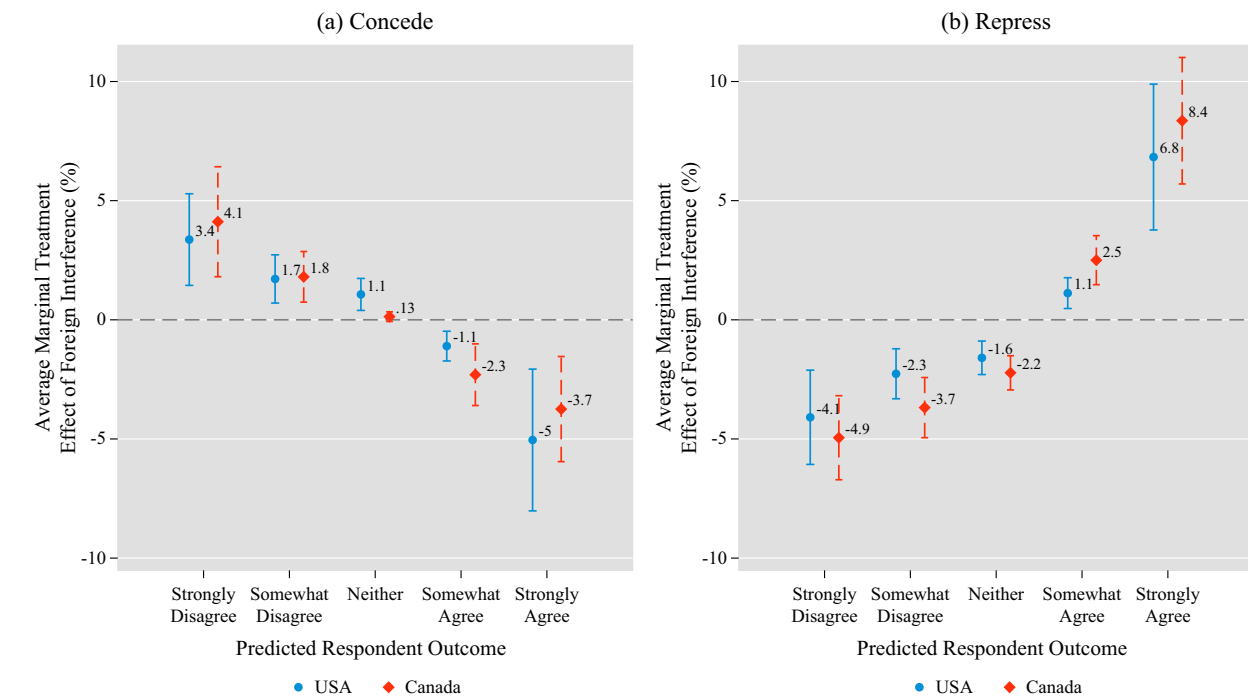 (a) Concede
Average Marginal Treatment
Effect of Foreign Interference (%)
10
5
0
-5
-10
3.4
4.1
1.7
1.8
1.1
.13
-1.1
-2.3
-5
-3.7
Strongly Disagree
Somewhat Disagree
Neither
Somewhat Agree
Strongly Agree
Predicted Respondent Outcome
USA
Canada
(b) Repress
Average Marginal Treatment
Effect of Foreign Interference (%)
10
5
0
-5
-10
-4.1
-4.9
-2.3
-3.7
-1.6
-2.2
1.1
2.5
6.8
8.4
Strongly Disagree
Somewhat Disagree
Neither
Somewhat Agree
Strongly Agree
Predicted Respondent Outcome
USA
Canada